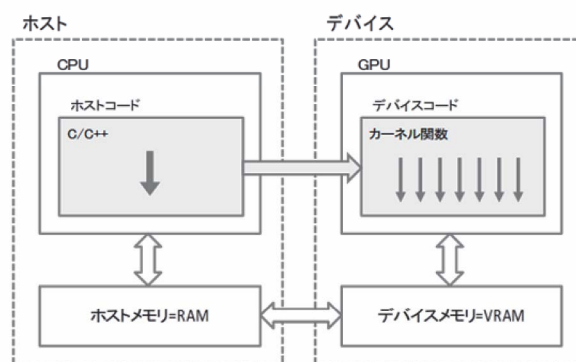 ホスト
デバイス
CPU
GPU
ホストコード
デバイスコード
C/C++
カーネル関数
ホストメモリ=RAM
デバイスメモリ=VRAM